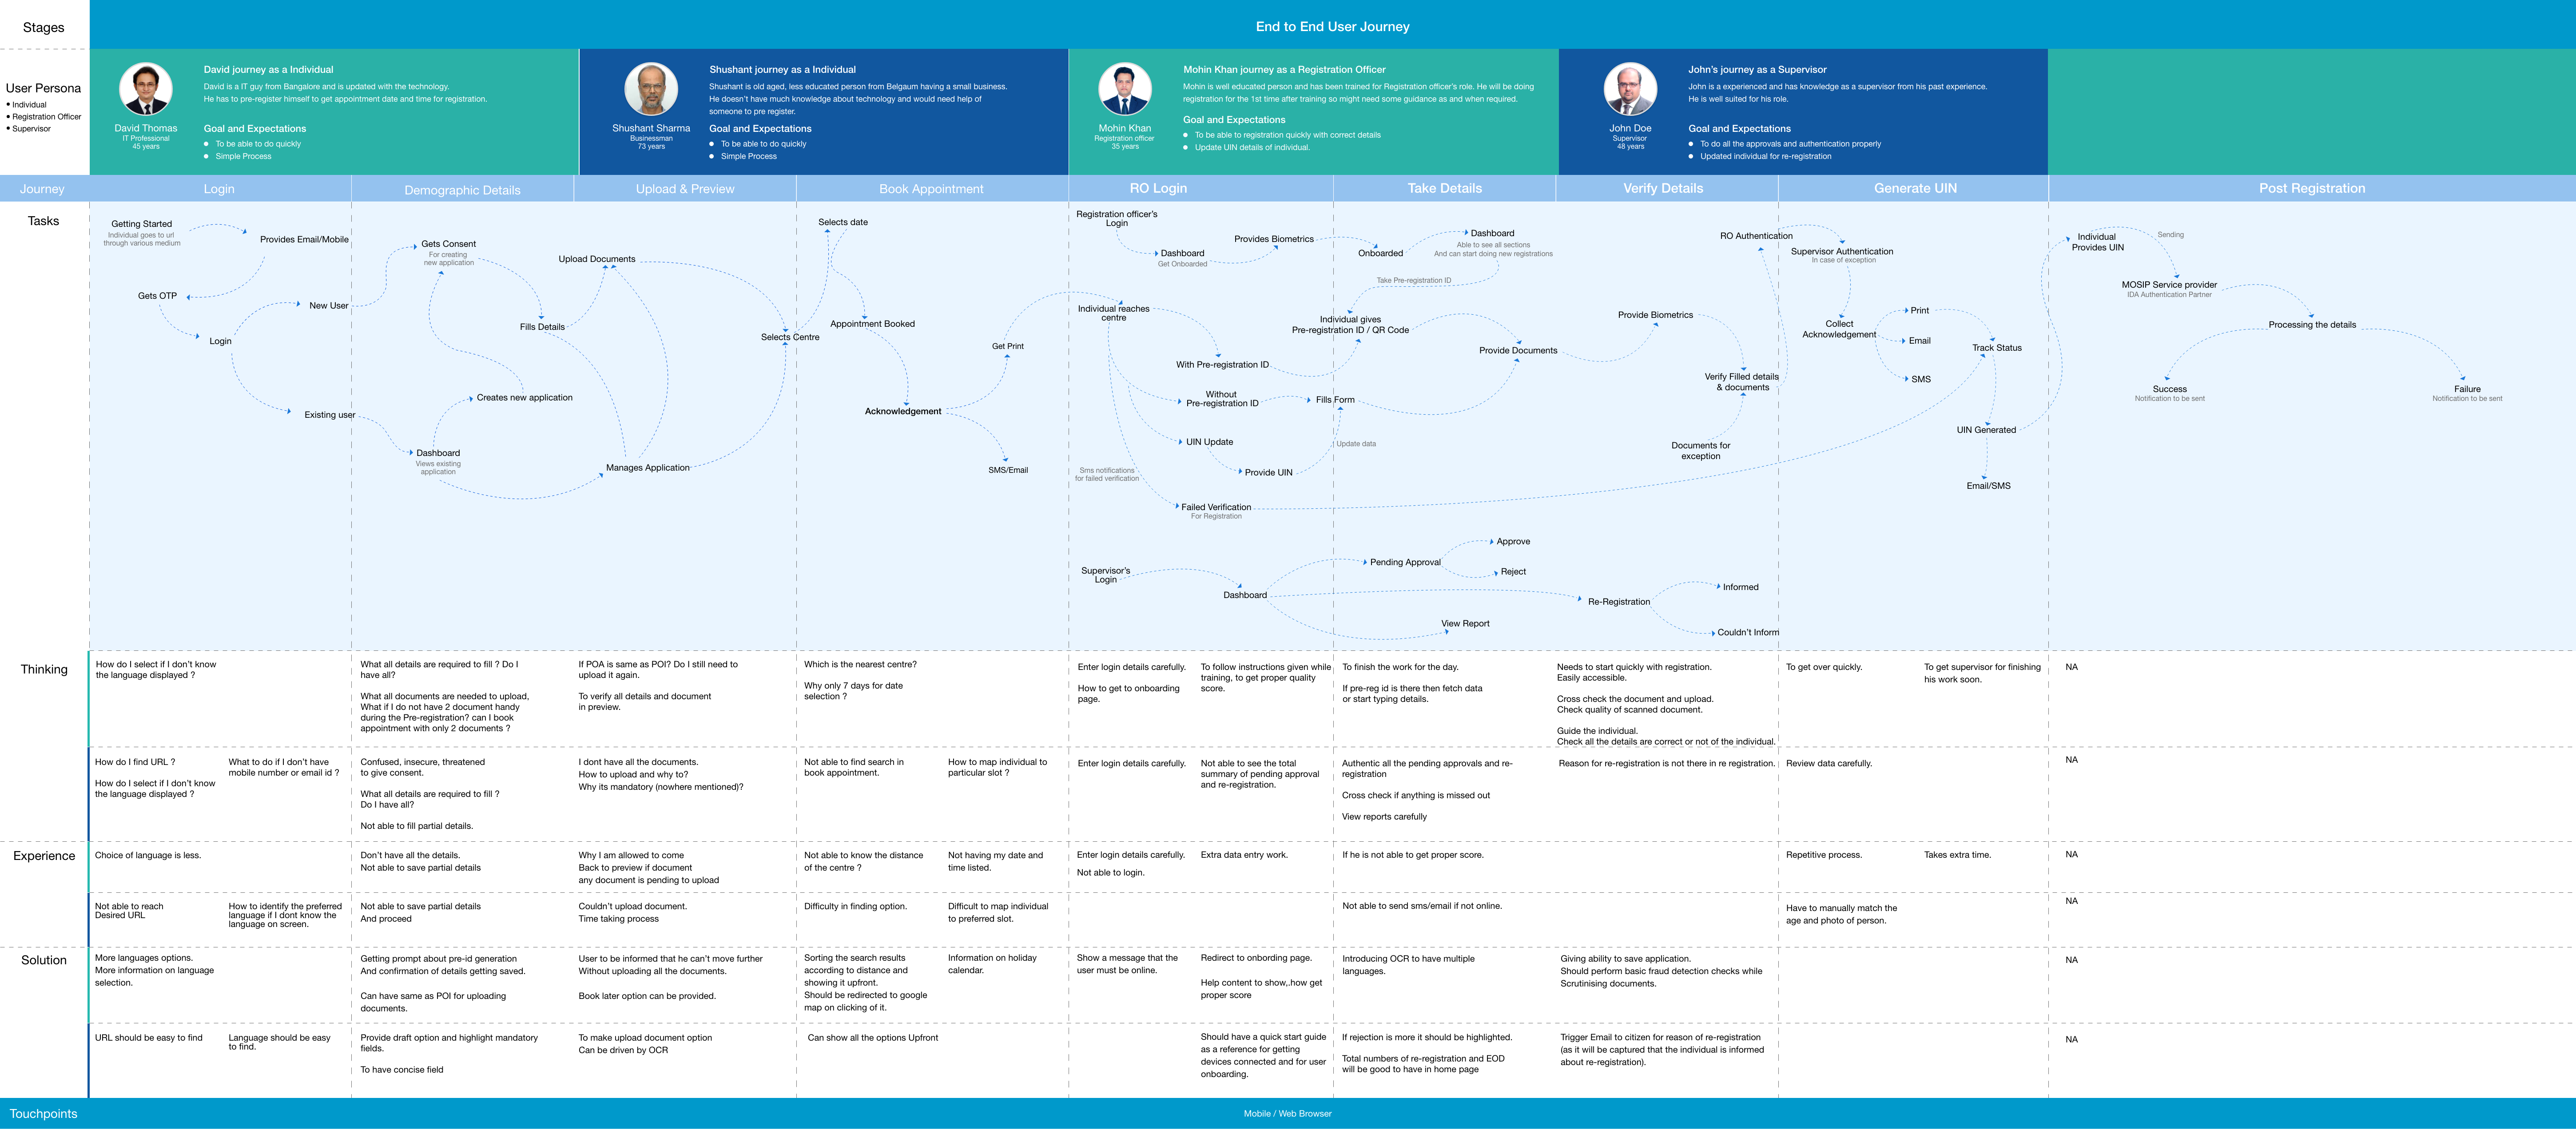 Stages
End to End User Journey
User Persona
• Individual
• Registration Officer
• Supervisor
David Thomas
IT Professional
45 years
David journey as a Individual
David is a IT guy from Bangalore and is updated with the technology.
He has to pre-register himself to get appointment date and time for registration.
Goal and Expectations
To be able to do quickly
Simple Process
Shushant Sharma
Businessman
73 years
Shushant journey as a Individual
Shushant is old aged, less educated person from Belgaum having a small business.
He doesn't have much knowledge about technology and would need help of
someone to pre register.
Goal and Expectations
To be able to do quickly
Simple Process
Mohin Khan
Registration officer
35 years
Mohin Khan journey as a Registration Officer
Mohin is well educated person and has been trained for Registration officer's role. He will be doing
registration for the 1st time after training so might need some guidance as and when required.
Goal and Expectations
To be able to registration quickly with correct details
Update UIN details of individual.
John Doe
Supervisor
48 years
John's journey as a Supervisor
John is a experienced and has knowledge as a supervisor from his past experience.
He is well suited for his role.
Goal and Expectations
To do all the approvals and authentication properly
Updated individual for re-registration
Journey
Login
Demographic Details
Upload & Preview
Book Appointment
RO Login
Take Details
Verify Details
Generate UIN
Post Registration
Tasks
Getting Started
Individual goes to url
through various medium
Provides Email/Mobile
Gets OTP
Login
New User
Existing user
Gets Consent
For creating
new application
Fills Details
Creates new application
Dashboard
Views existing
application
Upload Documents
Manages Application
Selects Centre
Selects date
Appointment Booked
Acknowledgement
Get Print
SMS/Email
Registration officer's
Login
Dashboard
Get Onboarded
Provides Biometrics
Onboarded
Dashboard
Able to see all sections
And can start doing new registrations
Take Pre-registration ID
Individual reaches
centre
With Pre-registration ID
Without
Pre-registration ID
UIN Update
Provide UIN
Sms notifications
for failed verification
Failed Verification
For Registration
Individual gives
Pre-registration ID / QR Code
Fills Form
Update data
Provide Documents
Provide Biometrics
RO Authentication
Verify Filled details
& documents
Documents for
exception
Supervisor Authentication
In case of exception
Collect
Acknowledgement
Print
Email
SMS
Track Status
UIN Generated
Email/SMS
Individual
Provides UIN
Sending
MOSIP Service provider
IDA Authentication Partner
Processing the details
Success
Notification to be sent
Failure
Notification to be sent
Supervisor's
Login
Dashboard
Pending Approval
Approve
Reject
View Report
Re-Registration
Informed
Couldn't Inform
Thinking
How do I select if I don't know
the language displayed ?
What all details are required to fill ? Do I
have all?
What all documents are needed to upload,
What if I do not have 2 document handy
during the Pre-registration? can I book
appointment with only 2 documents ?
If POA is same as POI? Do I still need to
upload it again.
To verify all details and document
in preview.
Which is the nearest centre?
Why only 7 days for date
selection ?
Enter login details carefully.
How to get to onboarding
page.
To follow instructions given while
training, to get proper quality
score.
To finish the work for the day.
If pre-reg id is there then fetch data
or start typing details.
Needs to start quickly with registration.
Easily accessible.
Cross check the document and upload.
Check quality of scanned document.
Guide the individual.
Check all the details are correct or not of the individual.
To get over quickly.
To get supervisor for finishing
his work soon.
NA
How do I find URL ?
How do I select if I don't know
the language displayed ?
What to do if I don't have
mobile number or email id ?
Confused, insecure, threatened
to give consent.
What all details are required to fill ?
Do I have all?
Not able to fill partial details.
I dont have all the documents.
How to upload and why to?
Why its mandatory (nowhere mentioned)?
Not able to find search in
book appointment.
How to map individual to
particular slot ?
Enter login details carefully.
Not able to see the total
summary of pending approval
and re-registration.
Authentic all the pending approvals and re-
registration
Cross check if anything is missed out
View reports carefully
Reason for re-registration is not there in re registration.
Review data carefully.
NA
Experience
Choice of language is less.
Don't have all the details.
Not able to save partial details
Why I am allowed to come
Back to preview if document
any document is pending to upload
Not able to know the distance
of the centre ?
Not having my date and
time listed.
Enter login details carefully.
Not able to login.
Extra data entry work.
If he is not able to get proper score.
Repetitive process.
Takes extra time.
NA
Not able to reach
Desired URL
How to identify the preferred
language if I dont know the
language on screen.
Not able to save partial details
And proceed
Couldn't upload document.
Time taking process
Difficulty in finding option.
Difficult to map individual
to preferred slot.
Not able to send sms/email if not online.
Have to manually match the
age and photo of person.
NA
Solution
More languages options.
More information on language
selection.
Getting prompt about pre-id generation
And confirmation of details getting saved.
Can have same as POI for uploading
documents.
User to be informed that he can't move further
Without uploading all the documents.
Book later option can be provided.
Sorting the search results
according to distance and
showing it upfront.
Should be redirected to google
map on clicking of it.
Information on holiday
calendar.
Show a message that the
user must be online.
Redirect to onbording page.
Help content to show,.how get
proper score
Introducing OCR to have multiple
languages.
Giving ability to save application.
Should perform basic fraud detection checks while
Scrutinising documents.
NA
URL should be easy to find
Language should be easy
to find.
Provide draft option and highlight mandatory
fields.
To have concise field
To make upload document option
Can be driven by OCR
Can show all the options Upfront
Should have a quick start guide
as a reference for getting
devices connected and for user
onboarding.
If rejection is more it should be highlighted.
Total numbers of re-registration and EOD
will be good to have in home page
Trigger Email to citizen for reason of re-registration
(as it will be captured that the individual is informed
about re-registration).
NA
Touchpoints
Mobile / Web Browser